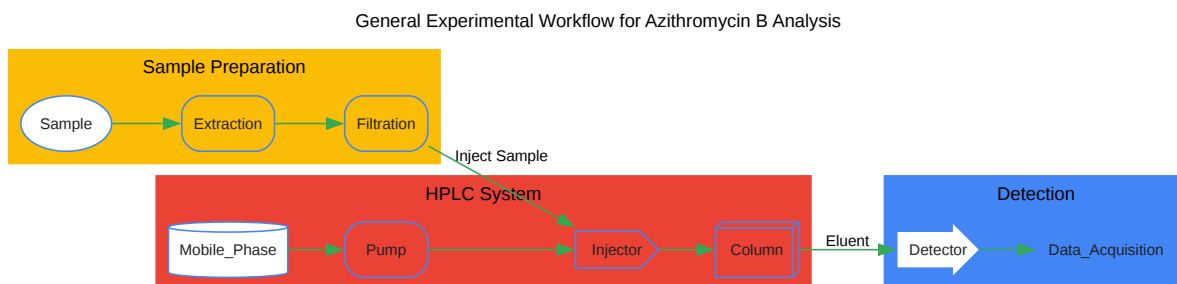 General Experimental Workflow for Azithromycin B Analysis
Sample Preparation
Sample
Extraction
Filtration
Inject Sample
HPLC System
Mobile_Phase
Pump
Injector
Column
Eluent
Detection
Detector
Data_Acquisition